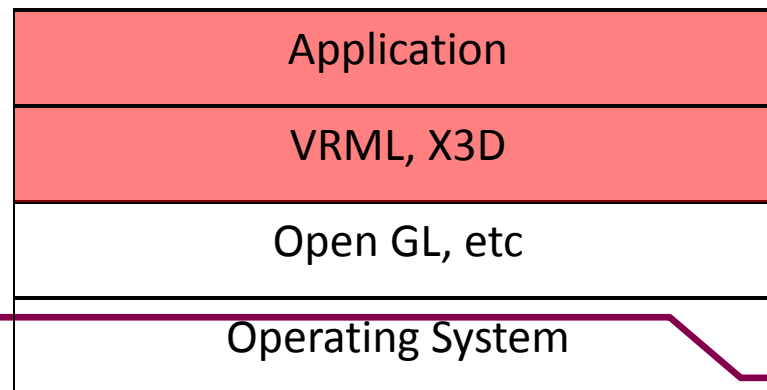 Application
VRML, X3D
Open GL, etc
Operating System